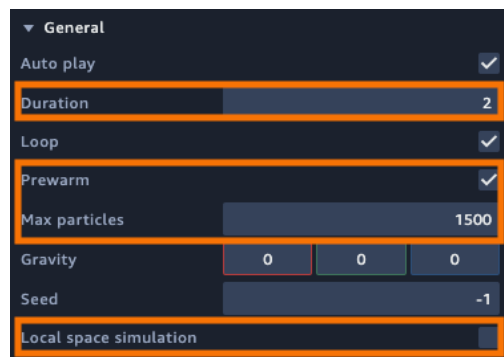 General
Auto play
Duration 2
Loop
Prewarm
Max particles 1500
Gravity 0 0 0
Seed -1
Local space simulation